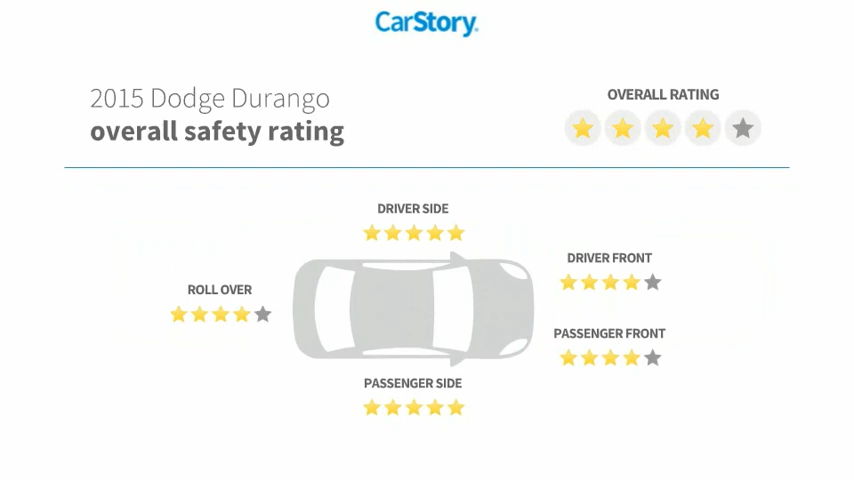 CarStory.
2015 Dodge Durango
overall safety rating
OVERALL RATING
DRIVER SIDE
DRIVER FRONT
ROLL OVER
PASSENGER FRONT
PASSENGER SIDE